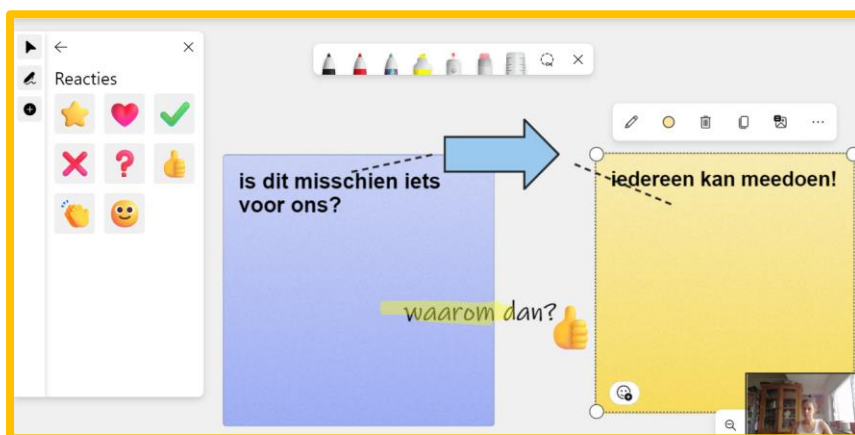 Reacties
is dit misschien iets
voor ons?
iedereen kan meedoen!
waarom dan?